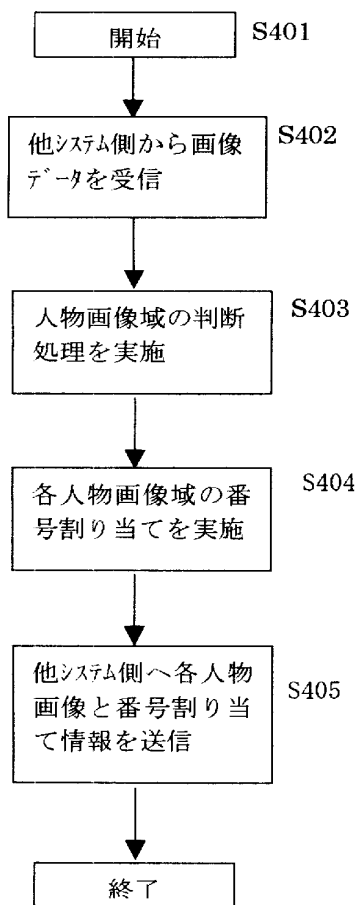 開始
S401
他システム側から画像
データを受信
S402
人物画像域の判断
処理を実施
S403
各人物画像域の番
号割り当てを実施
S404
他システム側へ各人物
画像と番号割り当
て情報を送信
S405
終了